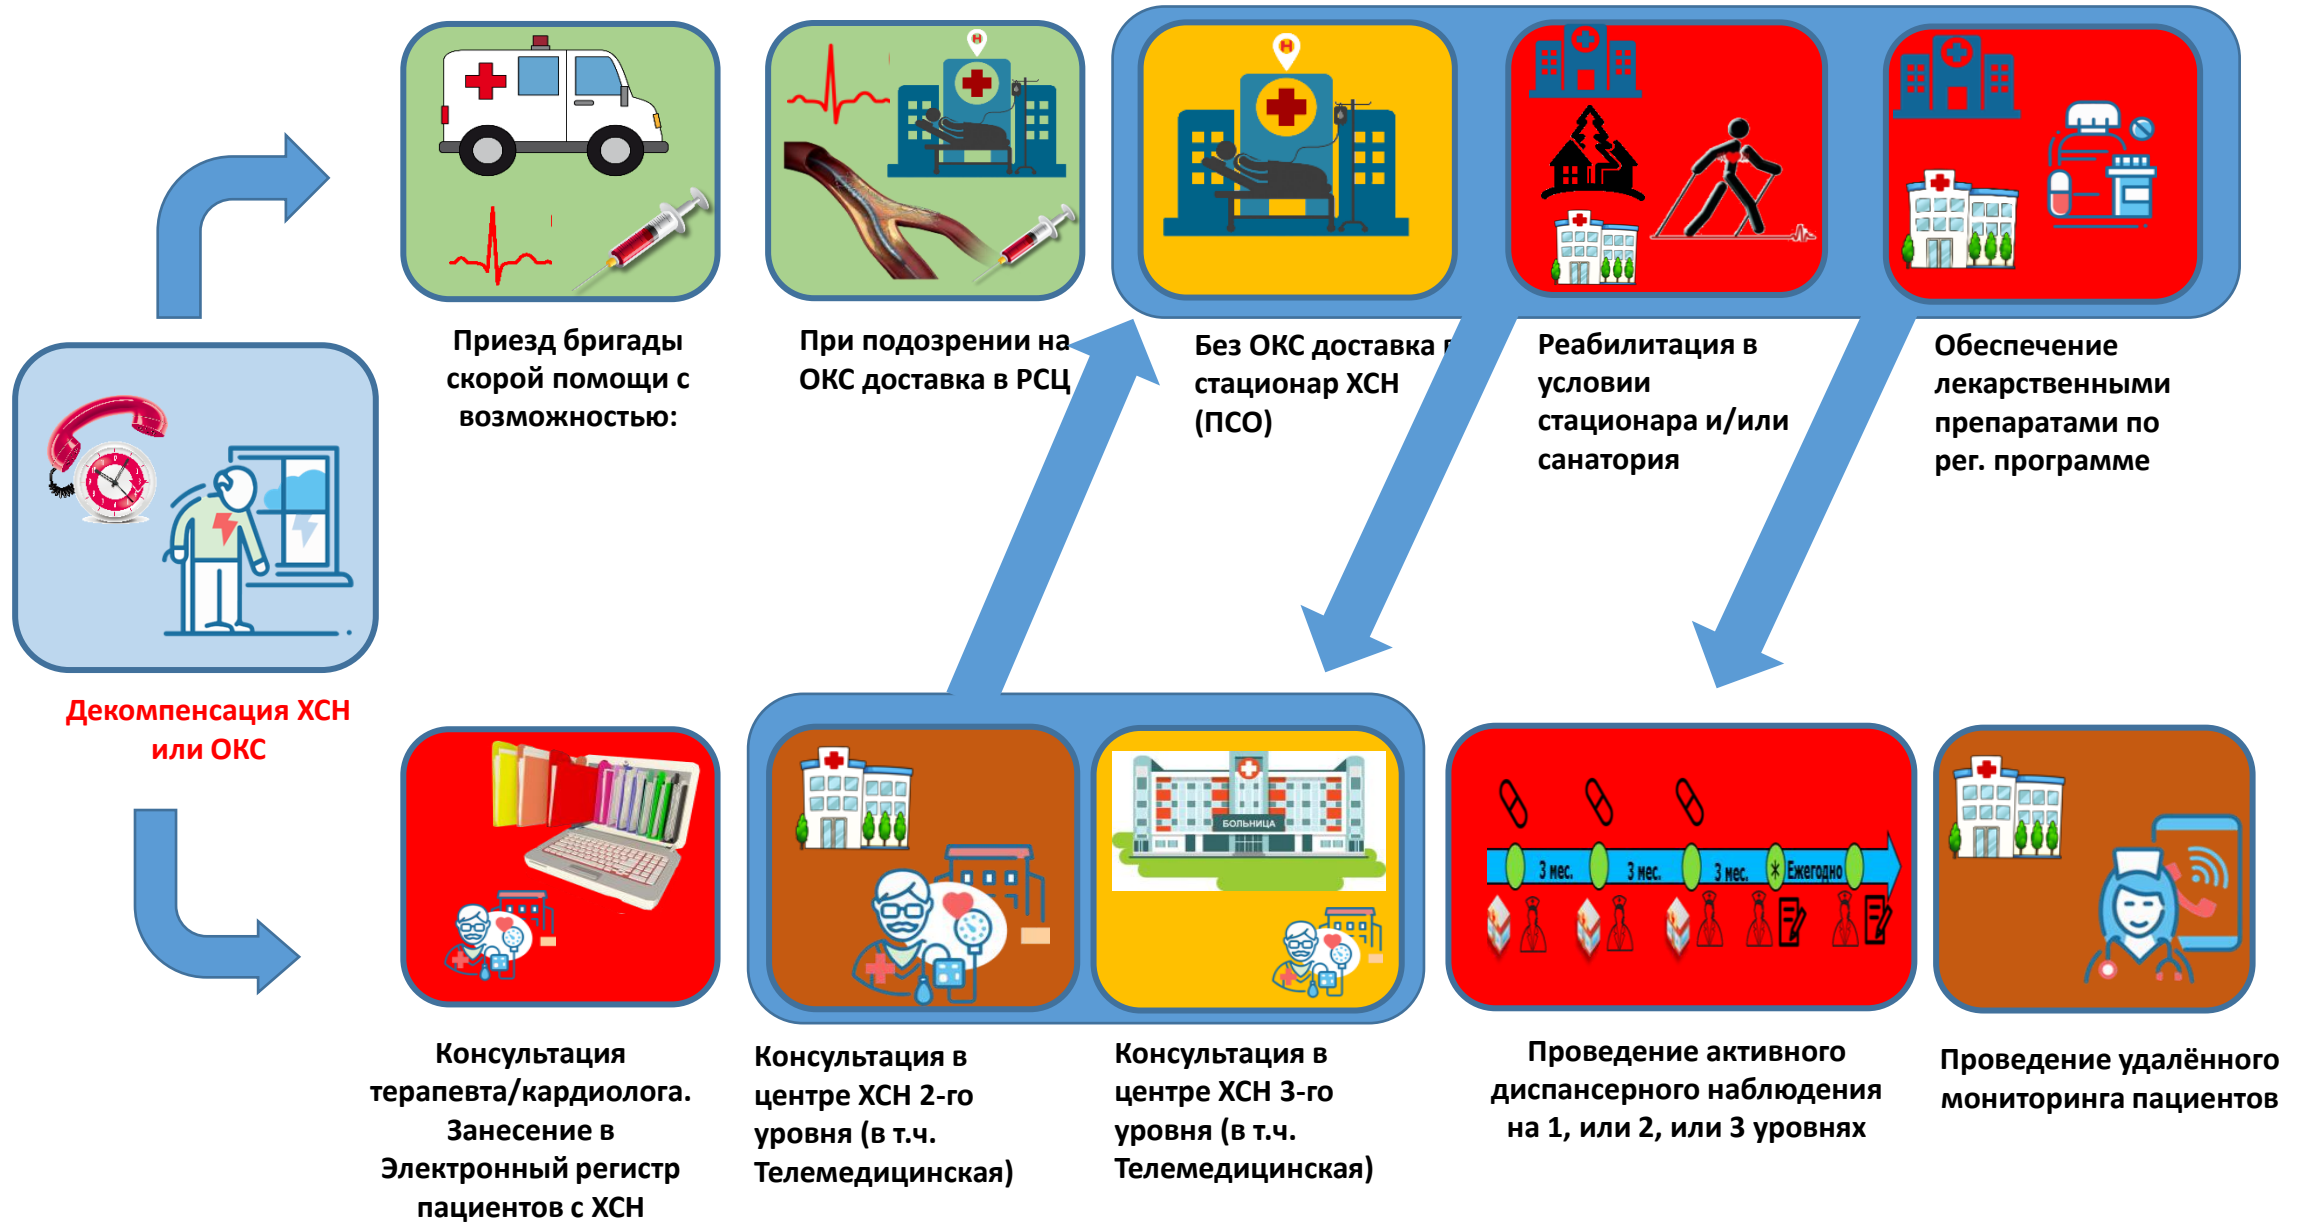 Приезд бригады
скорой помощи с
возможностью:
При подозрении на
ОКС доставка в РСЦ
Без ОКС доставка в
стационар ХСН
(ПСО)
Реабилитация в
условии
стационара и/или
санатория
Обеспечение
лекарственными
препаратами по
рег. программе
Декомпенсация ХСН
или ОКС
БОЛЬНИЦА
3 мес.
3 мес.
3 мес.
Ежегодно
Консультация
терапевта/кардиолога.
Занесение в
Электронный регистр
пациентов с ХСН
Консультация в
центре ХСН 2-го
уровня (в т.ч.
Телемедицинская)
Консультация в
центре ХСН 3-го
уровня (в т.ч.
Телемедицинская)
Проведение активного
диспансерного наблюдения
на 1, или 2, или 3 уровнях
Проведение удалённого
мониторинга пациентов